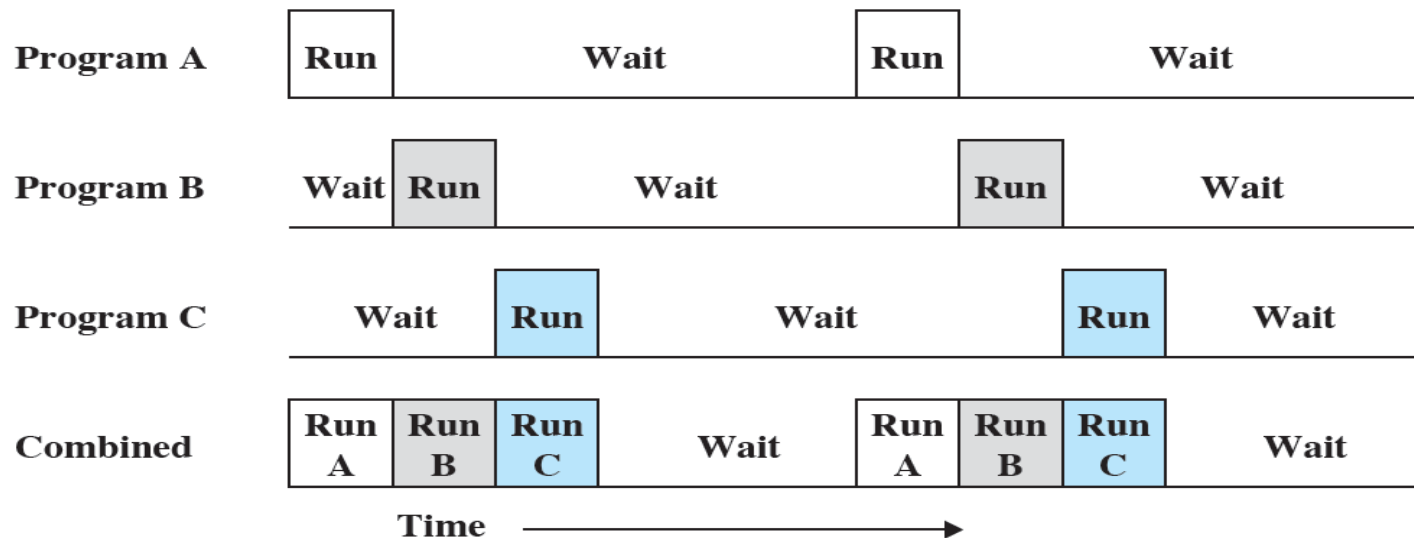 Program A Run Wait Run Wait
Program B Wait Run Wait Run Wait
Program C Wait Run Wait Run Wait
Combined Run A Run B Run C Wait Run A Run B Run C Wait
Time